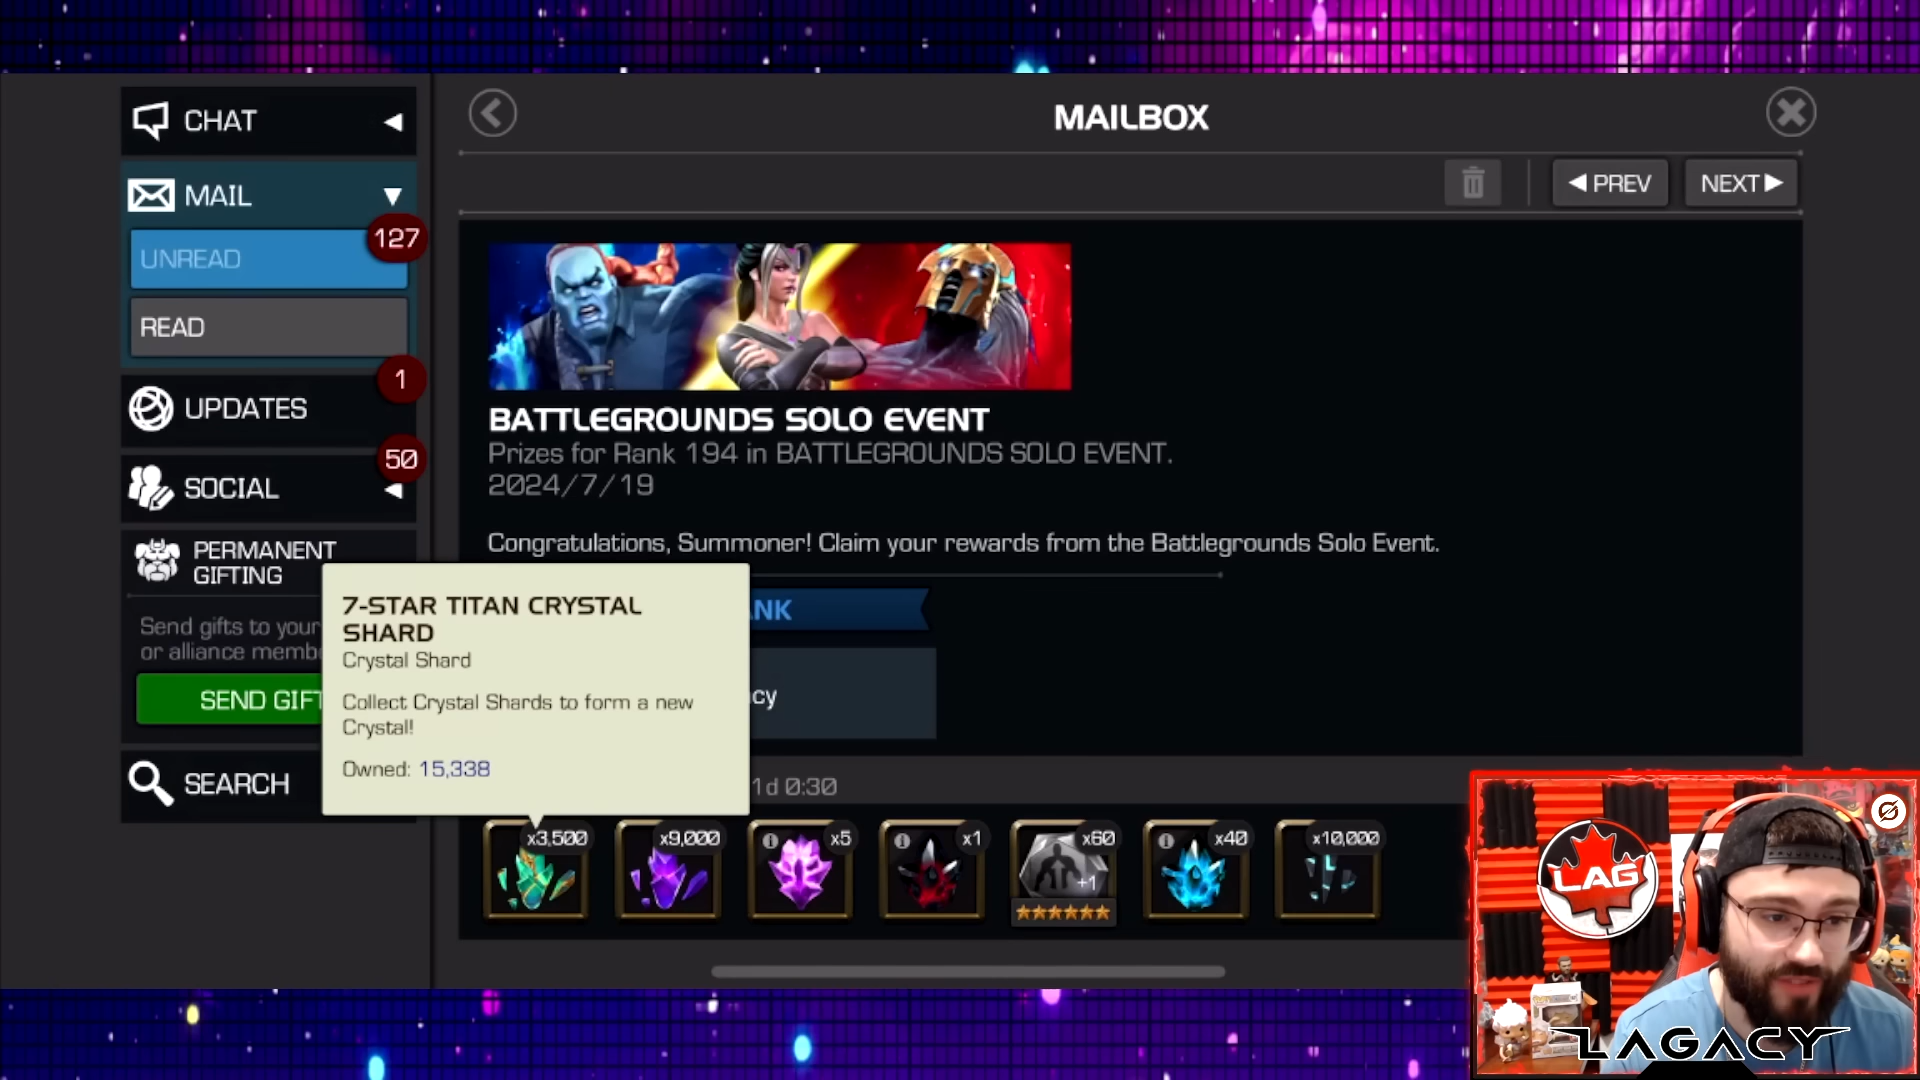 CHAT
MAIL
127
UNREAD
READ
1
UPDATES
50
SOCIAL
PERMANENT
GIFTING
Send gifts to your
or alliance
SEND
SEARCH
MAILBOX
PREV
NEXT
BATTLEGROUNDS SOLO EVENT
Prizes for Rank 194 in BATTLEGROUNDS SOLO EVENT.
2024/7/19
Congratulations, Summoner! Claim your rewards from the Battlegrounds Solo Event.
7-STAR TITAN CRYSTAL
SHARD
Crystal Shard
Collect Crystal Shards to form a new
Crystal!
Owned: 15,338
1d 0:30
x3,500
x9,000
x5
x1
x60
+1
x40
x10,000
LAG
LAGACY